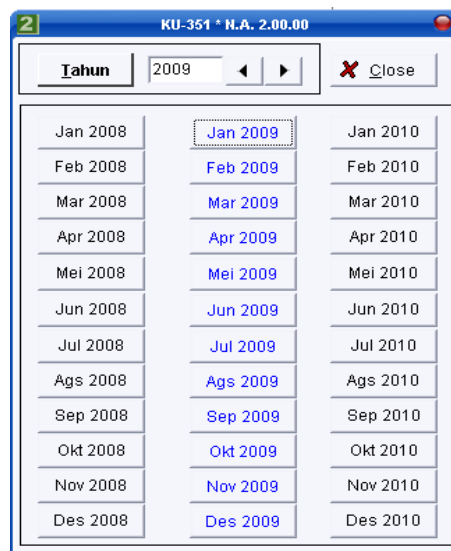 2 KU-351 * N.A. 2.00.00
Tahun 2009 Close
Jan 2008 Jan 2009 Jan 2010
Feb 2008 Feb 2009 Feb 2010
Mar 2008 Mar 2009 Mar 2010
Apr 2008 Apr 2009 Apr 2010
Mei 2008 Mei 2009 Mei 2010
Jun 2008 Jun 2009 Jun 2010
Jul 2008 Jul 2009 Jul 2010
Ags 2008 Ags 2009 Ags 2010
Sep 2008 Sep 2009 Sep 2010
Okt 2008 Okt 2009 Okt 2010
Nov 2008 Nov 2009 Nov 2010
Des 2008 Des 2009 Des 2010